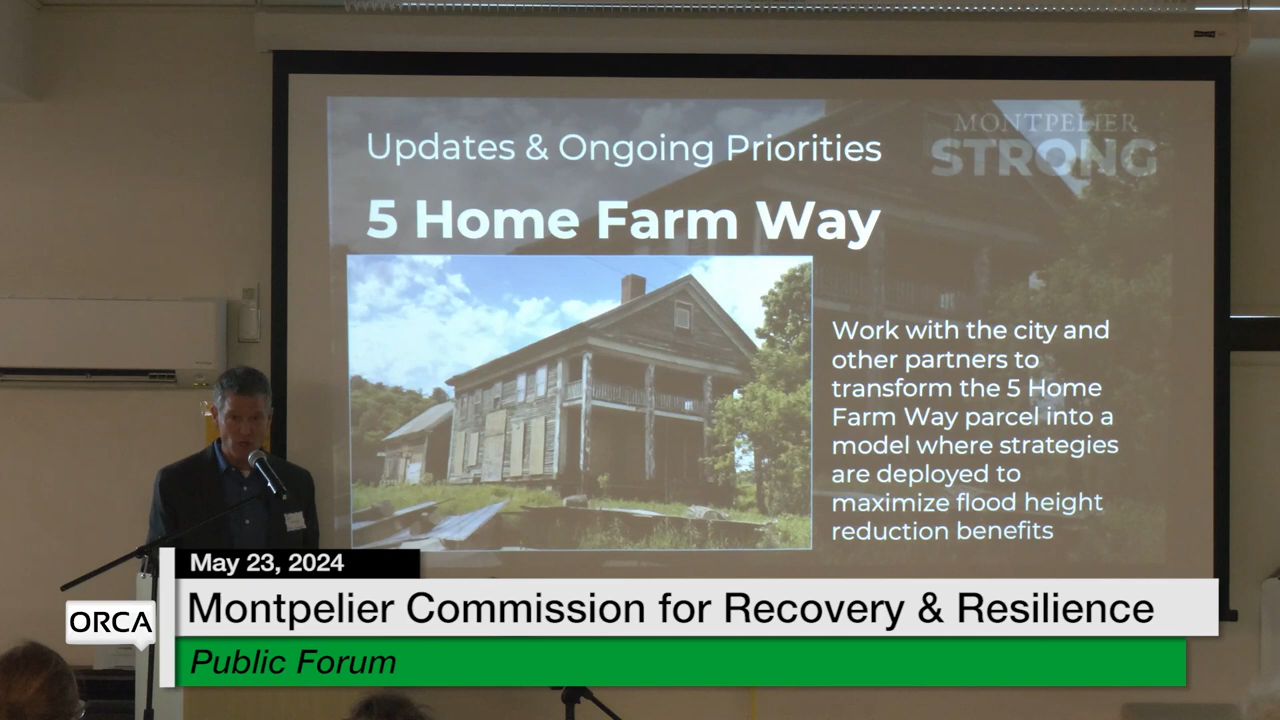 Updates & Ongoing Priorities
MONTPELIER
STRONG
5 Home Farm Way
Work with the city and
other partners to
transform the 5 Home
Farm Way parcel into a
model where strategies
are deployed to
maximize flood height
reduction benefits
May 23, 2024
ORCA
Montpelier Commission for Recovery & Resilience
Public Forum